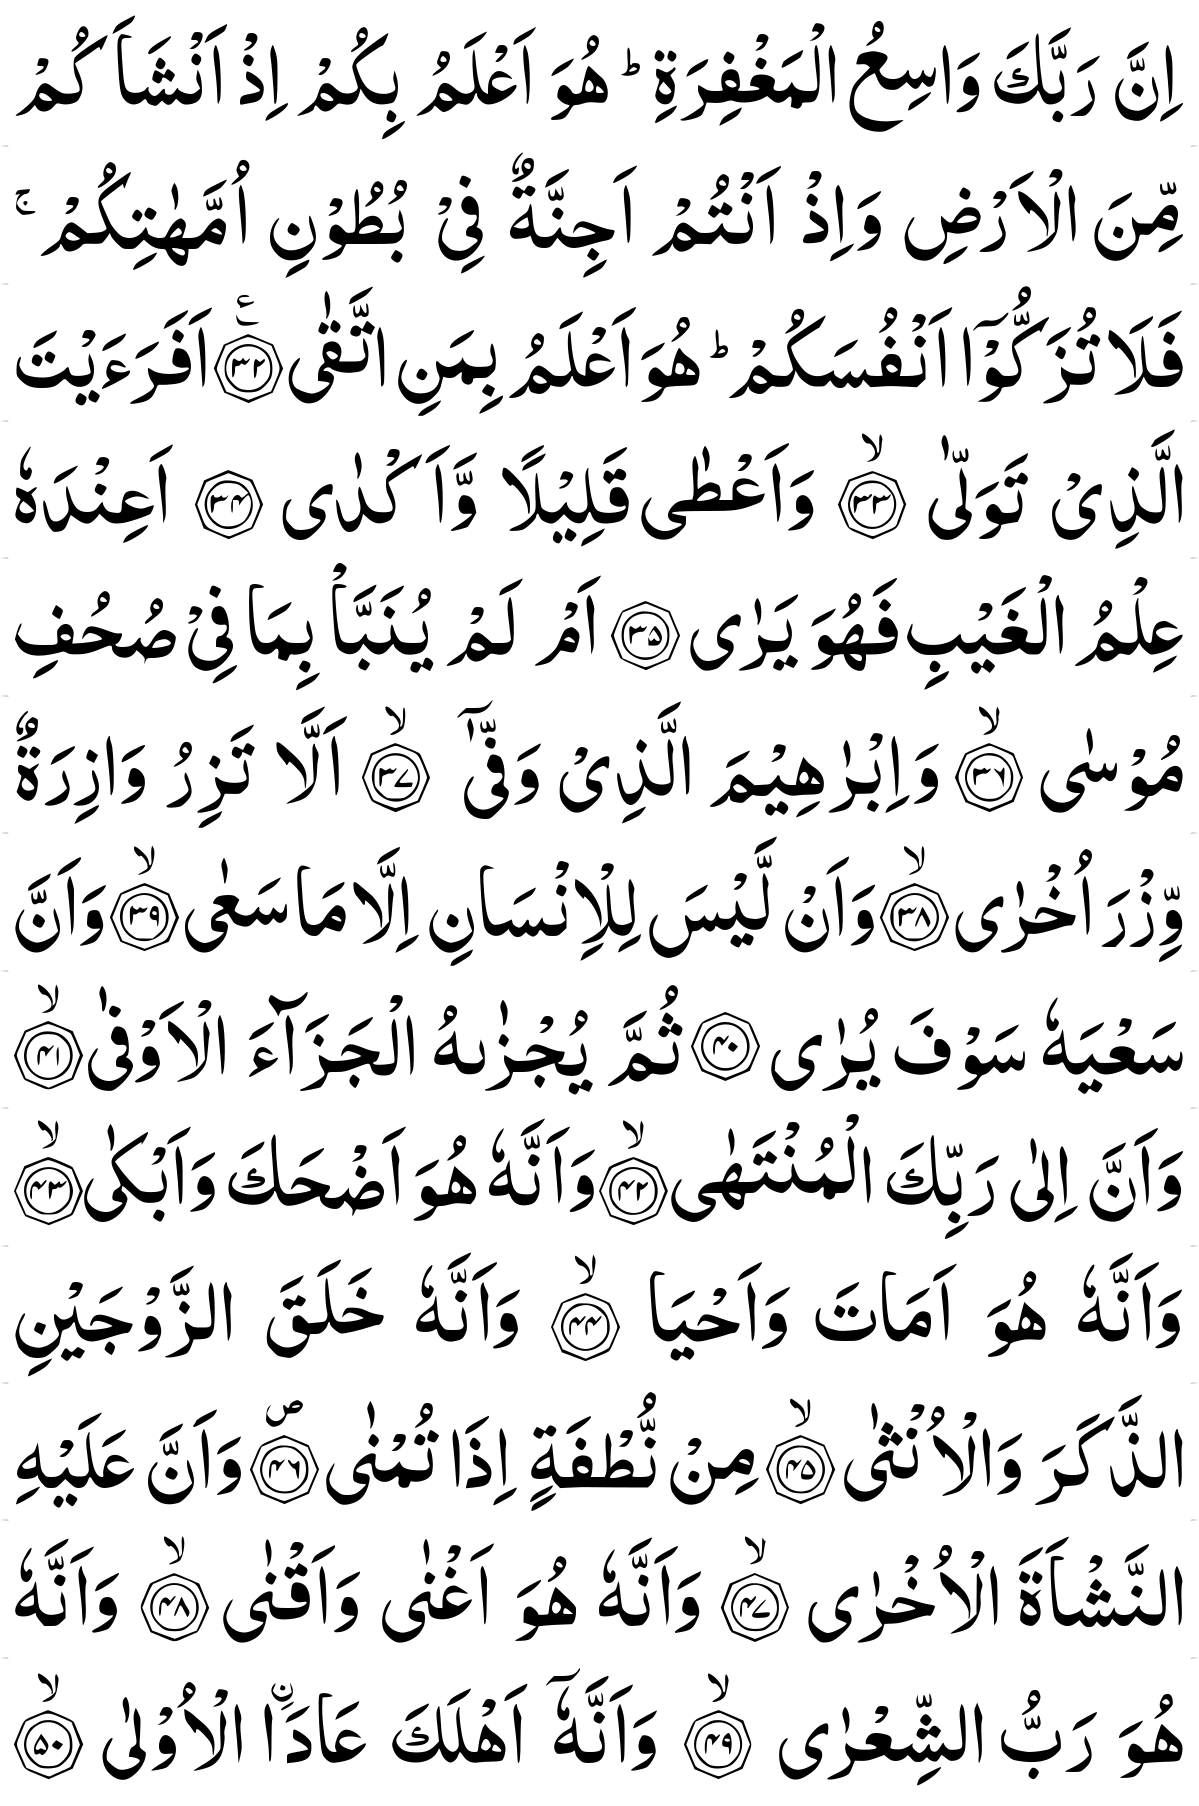 اِنَّ رَبَّكَ وَاسِعُ الْمَغْفِرَةِ ؕ هُوَ اَعْلَمُ بِكُمْ اِذْ اَنْشَاَكُمْ
مِّنَ الْاَرْضِ وَاِذْ اَنْتُمْ اَجِنَّةٌ فِیْ بُطُوْنِ اُمَّهٰتِكُمْ ۚ
فَلَا تُزَكُّوْۤا اَنْفُسَكُمْ ؕ هُوَ اَعْلَمُ بِمَنِ اتَّقٰی ﴿۳۲﴾ اَفَرَءَیْتَ
الَّذِیْ تَوَلّٰی ﴿۳۳﴾ۙ وَاَعْطٰی قَلِیْلًا وَّاَكْدٰی ﴿۳۴﴾ اَعِنْدَهٗ
عِلْمُ الْغَیْبِ فَهُوَ یَرٰی ﴿۳۵﴾ اَمْ لَمْ یُنَبَّاْ بِمَا فِیْ صُحُفِ
مُوْسٰی ﴿۳۶﴾ۙ وَاِبْرٰهِیْمَ الَّذِیْ وَفّٰۤی ﴿۳۷﴾ۙ اَلَّا تَزِرُ وَازِرَةٌ
وِّزْرَ اُخْرٰی ﴿۳۸﴾ۙ وَاَنْ لَّیْسَ لِلْاِنْسَانِ اِلَّا مَا سَعٰی ﴿۳۹﴾ۙ وَاَنَّ
سَعْیَهٗ سَوْفَ یُرٰی ﴿۴۰﴾ ثُمَّ یُجْزٰىهُ الْجَزَآءَ الْاَوْفٰی ﴿۴۱﴾ۙ
وَاَنَّ اِلٰی رَبِّكَ الْمُنْتَهٰی ﴿۴۲﴾ۙ وَاَنَّهٗ هُوَ اَضْحَكَ وَاَبْكٰی ﴿۴۳﴾ۙ
وَاَنَّهٗ هُوَ اَمَاتَ وَاَحْیَا ﴿۴۴﴾ۙ وَاَنَّهٗ خَلَقَ الزَّوْجَیْنِ
الذَّكَرَ وَالْاُنْثٰی ﴿۴۵﴾ۙ مِنْ نُّطْفَةٍ اِذَا تُمْنٰی ﴿۴۶﴾۪ وَاَنَّ عَلَیْهِ
النَّشْاَةَ الْاُخْرٰی ﴿۴۷﴾ۙ وَاَنَّهٗ هُوَ اَغْنٰی وَاَقْنٰی ﴿۴۸﴾ۙ وَاَنَّهٗ
هُوَ رَبُّ الشِّعْرٰی ﴿۴۹﴾ۙ وَاَنَّهٗۤ اَهْلَكَ عَادَا ۨالْاُوْلٰی ﴿۵۰﴾ۙ